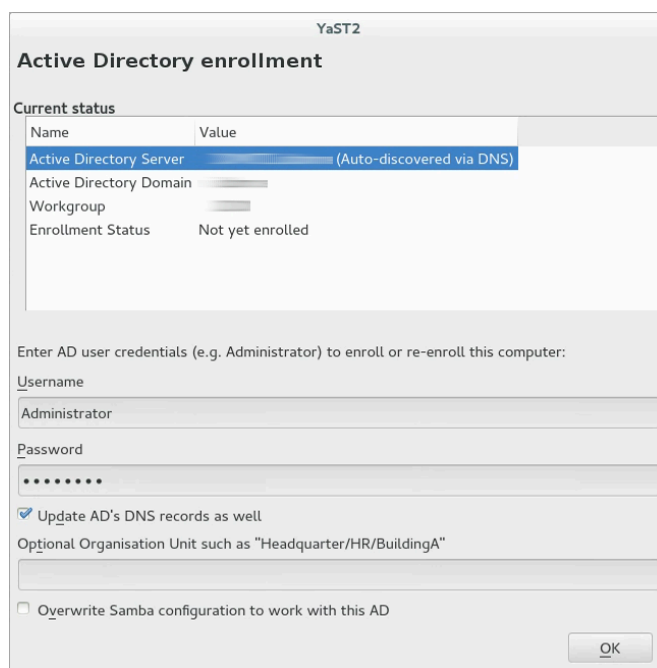 YaST2
Active Directory enrollment
Current status
Name Value
Active Directory Server (Auto-discovered via DNS)
Active Directory Domain
Workgroup
Enrollment Status Not yet enrolled
Enter AD user credentials (e.g. Administrator) to enroll or re-enroll this computer:
Username
Administrator
Password
••••••••
Update AD's DNS records as well
Optional Organisation Unit such as "Headquarter/HR/BuildingA"
Overwrite Samba configuration to work with this AD
OK